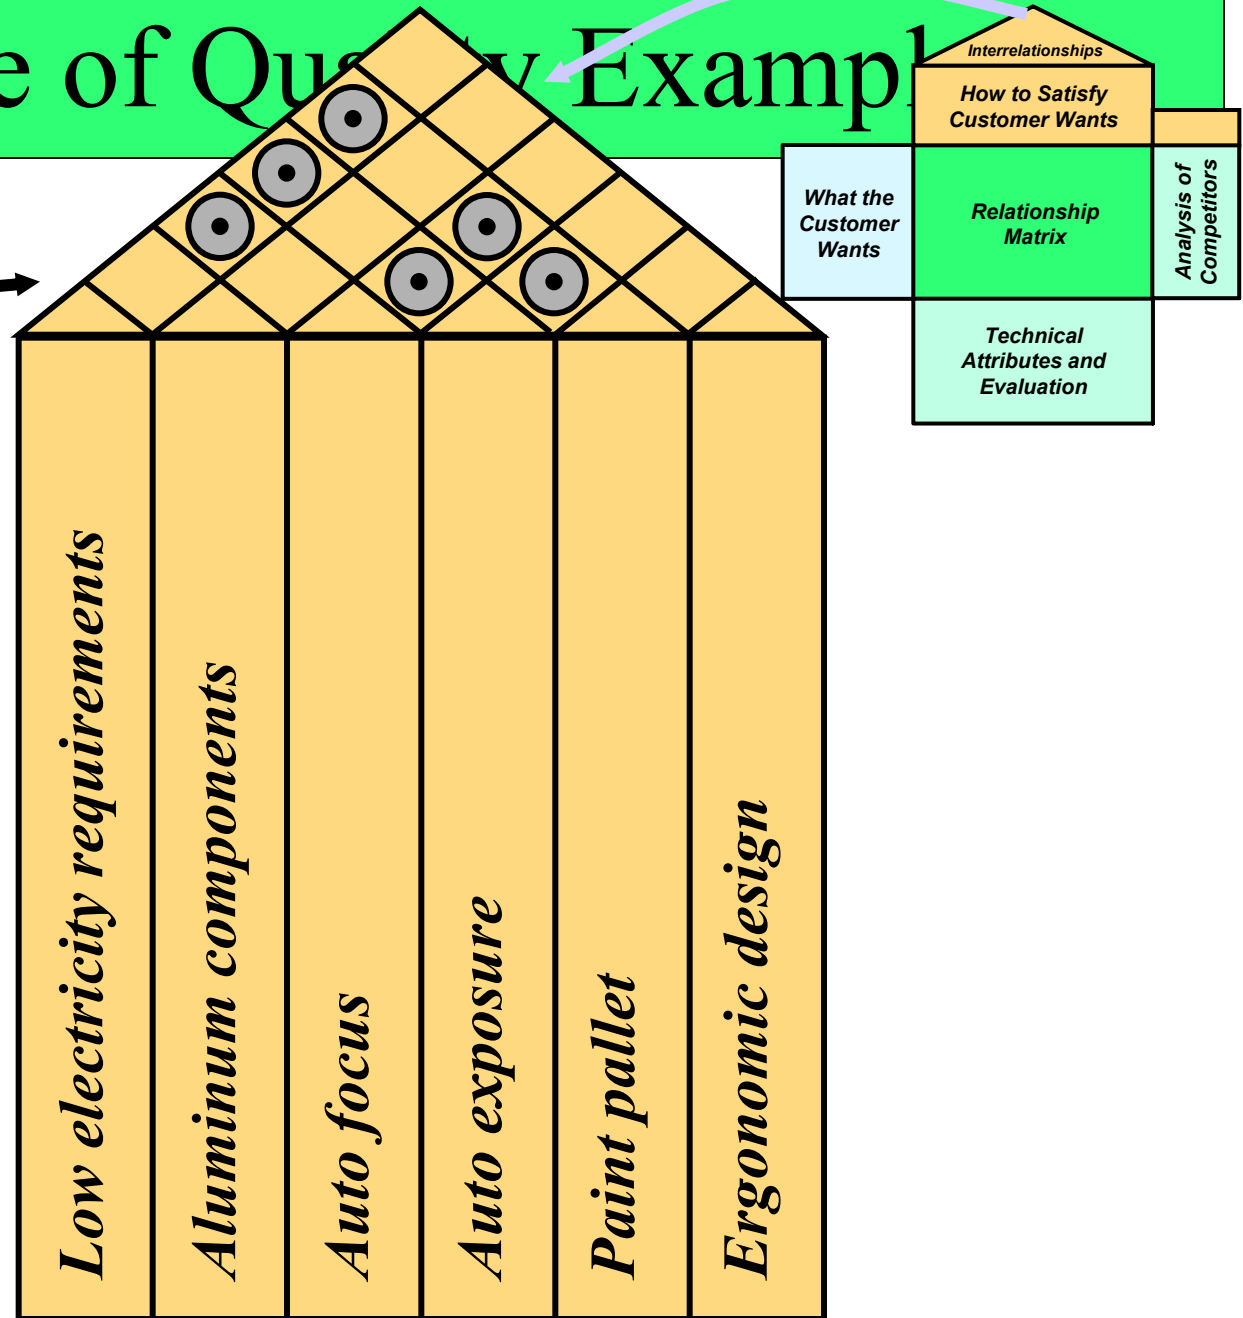 e of Qu y Exampl
Interrelationships
How to Satisfy
Customer Wants
What the
Customer
Wants
Relationship
Matrix
Analysis of
Competitors
Technical
Attributes and
Evaluation
Low electricity requirements
Aluminum components
Auto focus
Auto exposure
Paint pallet
Ergonomic design